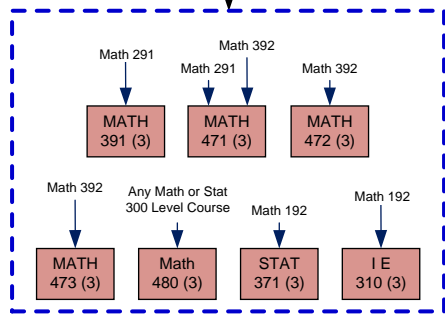 Math 392
Math 291
Math 291
Math 392
MATH
391 (3)
MATH
471 (3)
MATH
472 (3)
Math 392
Any Math or Stat
300 Level Course
Math 192
Math 192
MATH
473 (3)
Math
480 (3)
STAT
371 (3)
I E
310 (3)